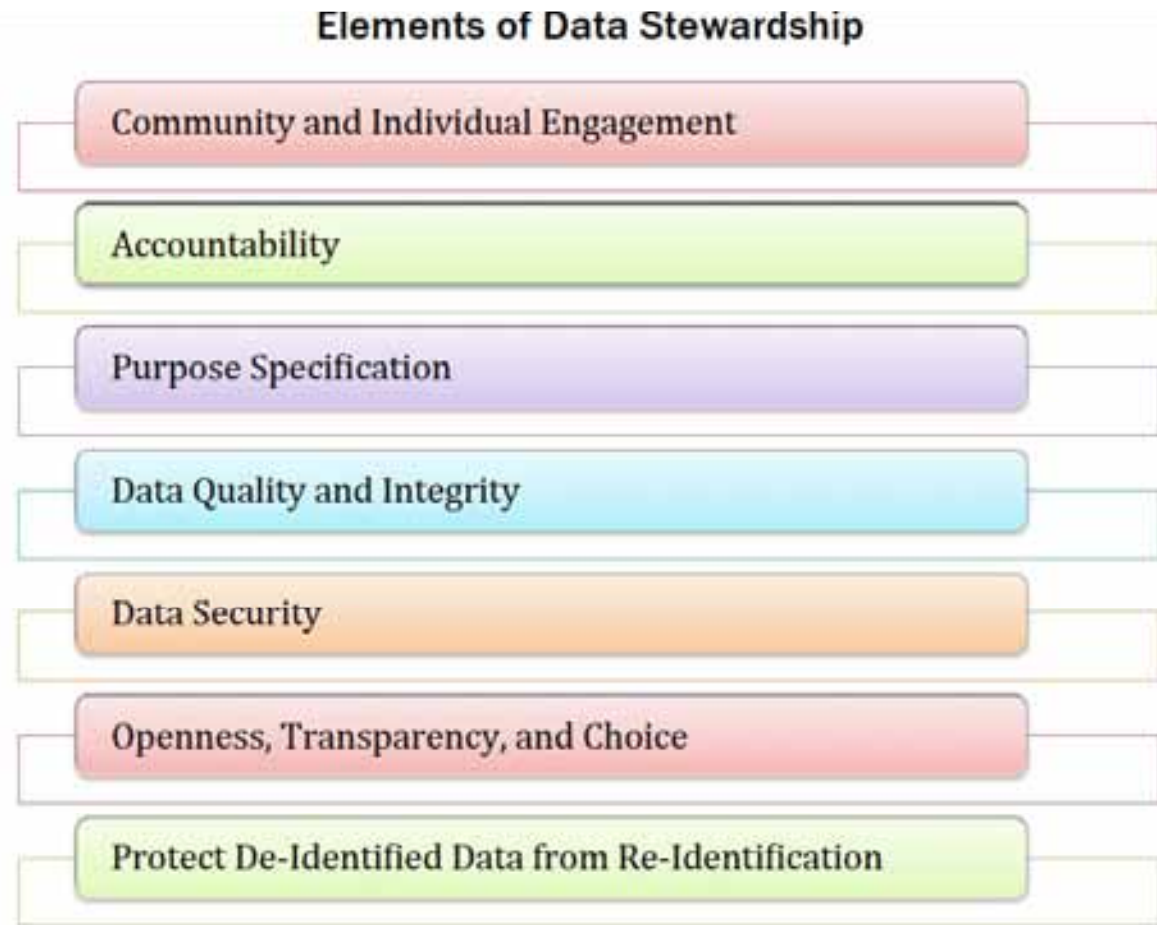 Elements of Data Stewardship
Community and Individual Engagement
Accountability
Purpose Specification
Data Quality and Integrity
Data Security
Openness, Transparency, and Choice
Protect De-Identified Data from Re-Identification